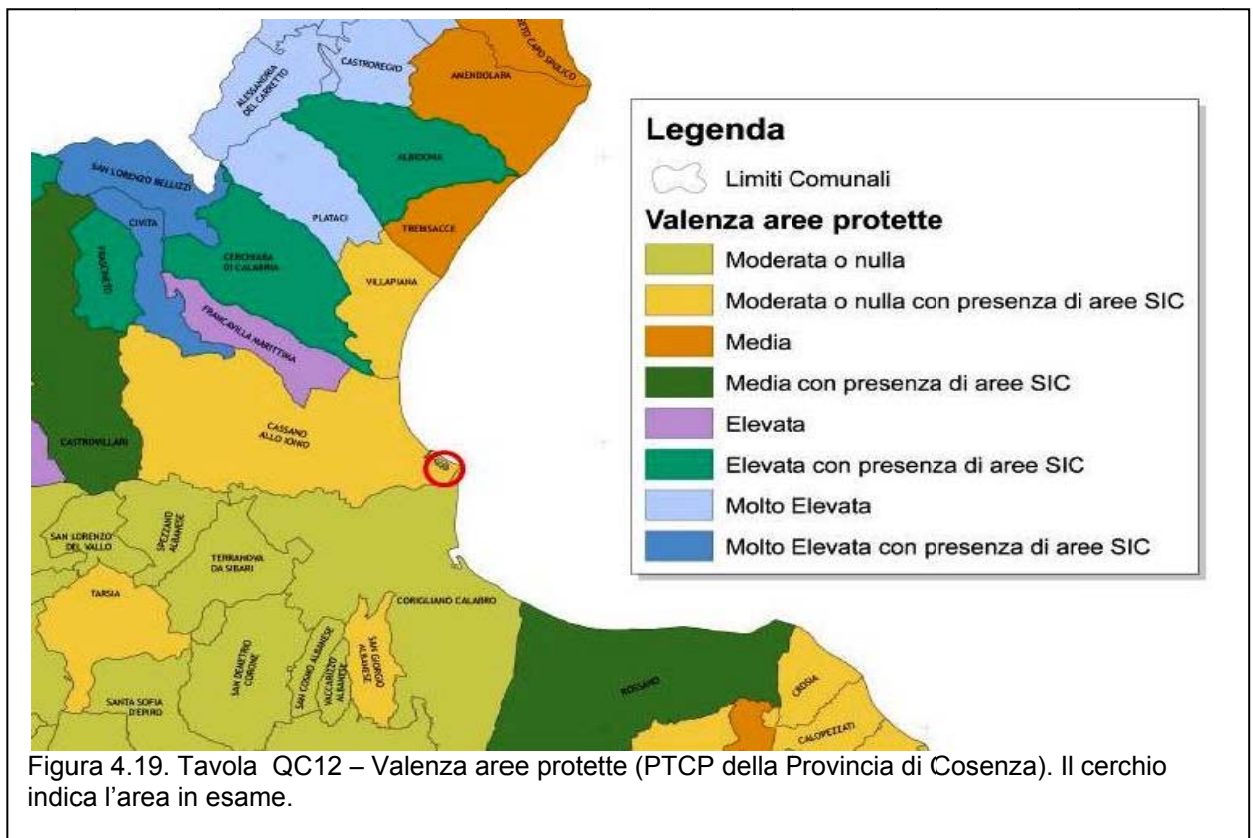 SETO CAPO SPULICO
CASTROREGIO
AMENDOLARA
ALESSANDRIA
DEL CARRETTO
ALBIDONA
SAN LORENZO BELLIZZI
CIVITA
PLATACI
TREBISACCE
FRASCINETO
CERCHIARA
DI CALABRIA
VILLAPIANA
FRANCAVILLA MARITTIMA
CASSANO
ALLO IONIO
CASTROVILLARI
SAN LORENZO
DEL VALLO
SPEZZANO
ALBANESE
TERRANOVA
DA SIBARI
TARSIA
CORIGLIANO CALABRO
SAN DEMETRIO
CORONE
SAN COSMO ALBANESE
VACCARIZZO
ALBANESE
SAN GIORGIO
ALBANESE
SANTA SOFIA
D'EPIRO
ROSSANO
CROSIA
CALOPEZZATI
Legenda
Limiti Comunali
Valenza aree protette
Moderata o nulla
Moderata o nulla con presenza di aree SIC
Media
Media con presenza di aree SIC
Elevata
Elevata con presenza di aree SIC
Molto Elevata
Molto Elevata con presenza di aree SIC
Figura 4.19. Tavola QC12 – Valenza aree protette (PTCP della Provincia di Cosenza). Il cerchio
indica l'area in esame.